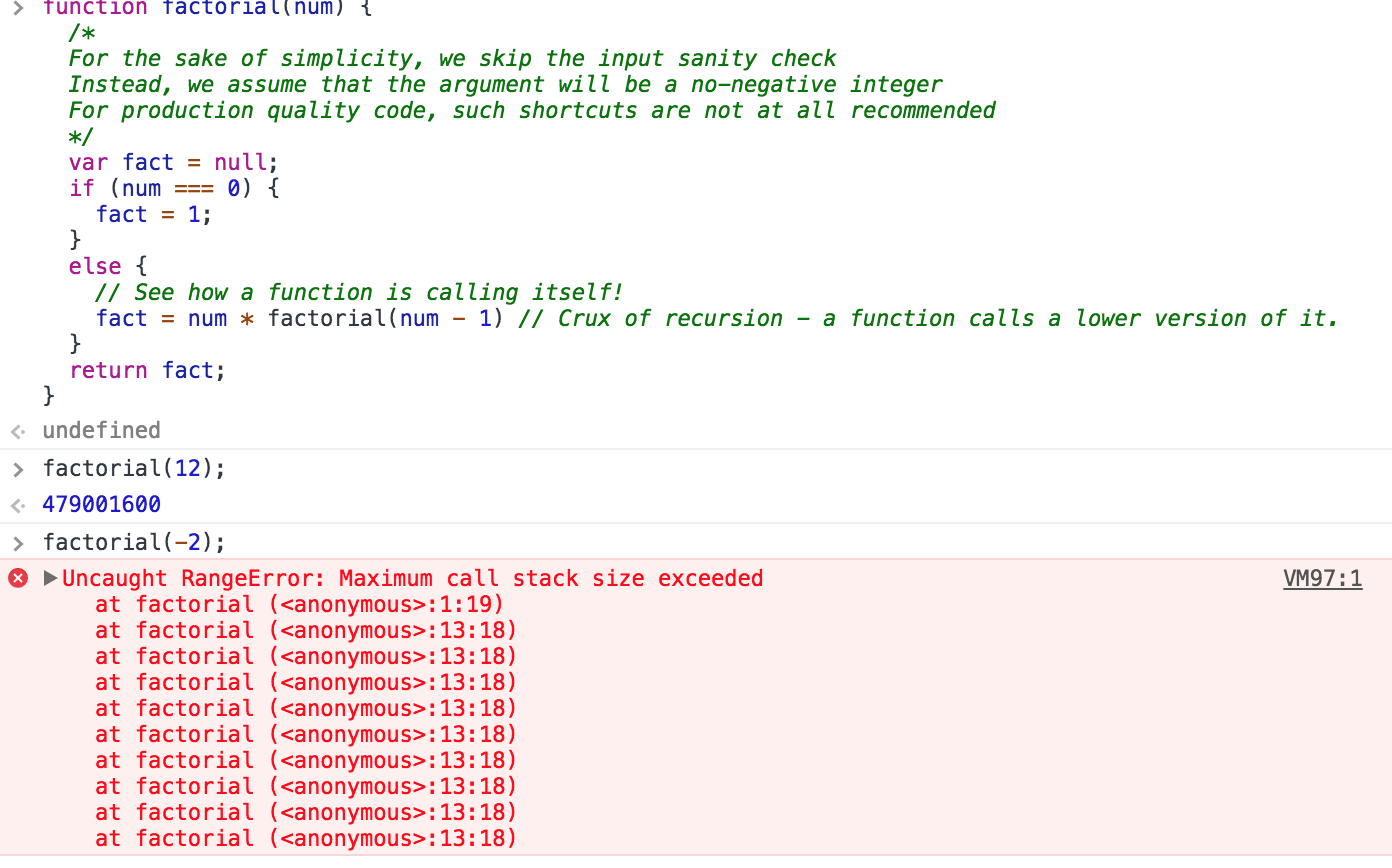 > function factorial(num) {
/*
For the sake of simplicity, we skip the input sanity check
Instead, we assume that the argument will be a no-negative integer
For production quality code, such shortcuts are not at all recommended
*/
var fact = null;
if (num === 0) {
fact = 1;
}
else {
// See how a function is calling itself!
fact = num * factorial(num - 1) // Crux of recursion - a function calls a lower version of it.
}
return fact;
}
undefined
> factorial(12);
479001600
> factorial(-2);
Uncaught RangeError: Maximum call stack size exceeded VM97:1
at factorial (<anonymous>:1:19)
at factorial (<anonymous>:13:18)
at factorial (<anonymous>:13:18)
at factorial (<anonymous>:13:18)
at factorial (<anonymous>:13:18)
at factorial (<anonymous>:13:18)
at factorial (<anonymous>:13:18)
at factorial (<anonymous>:13:18)
at factorial (<anonymous>:13:18)
at factorial (<anonymous>:13:18)